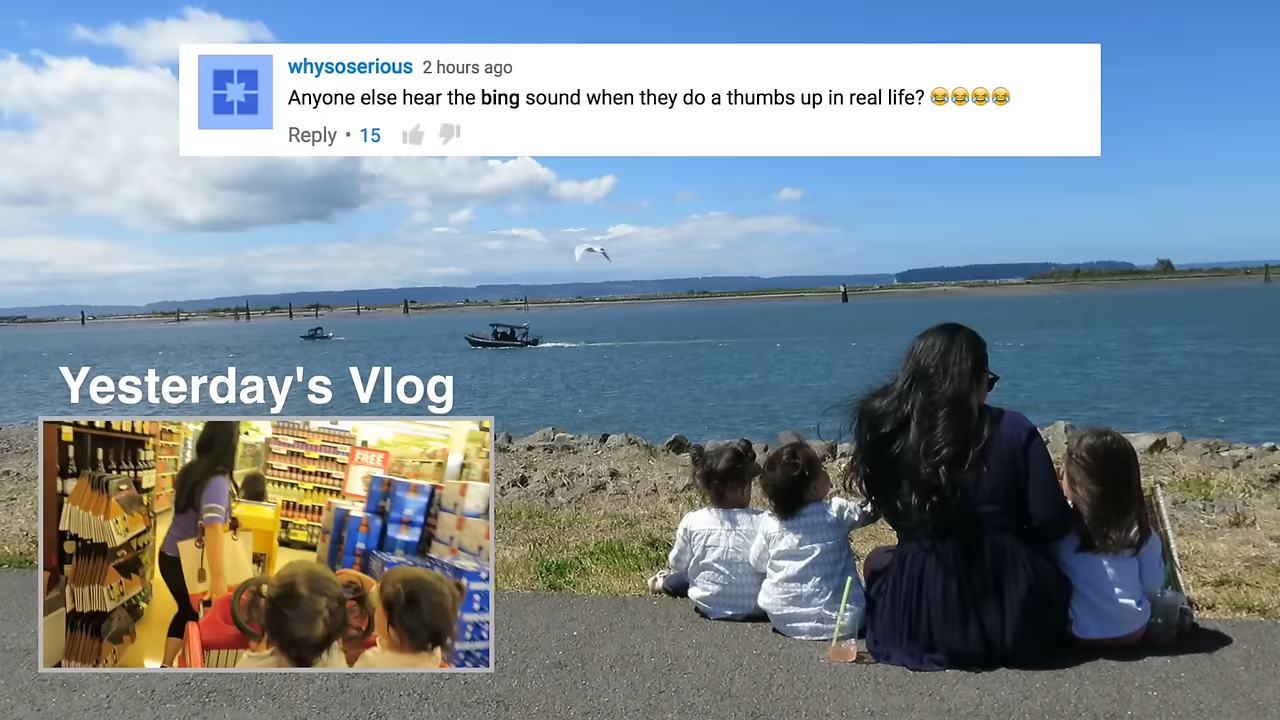 whysoserious 2 hours ago
Anyone else hear the bing sound when they do a thumbs up in real life? 😂😂😂😂
Reply • 15
Yesterday's Vlog
FREE